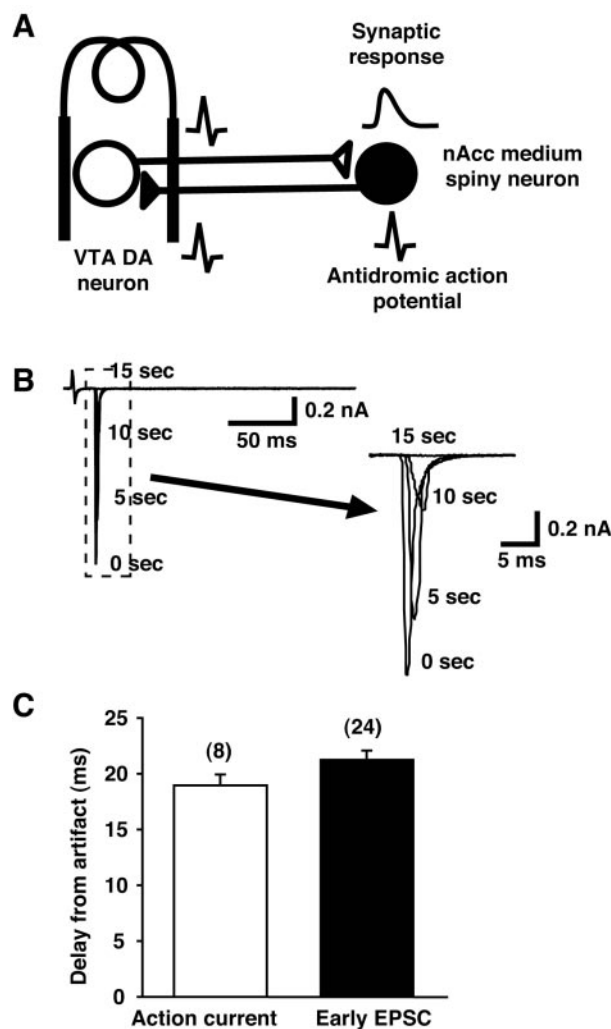 A
Synaptic
response
nAcc medium
spiny neuron
VTA DA
neuron
Antidromic action
potential
B
15 sec
10 sec
5 sec
0 sec
0.2 nA
50 ms
15 sec
10 sec
5 sec
0 sec
0.2 nA
5 ms
C
Delay from artifact (ms)
25
20
15
10
5
0
(8)
(24)
Action current
Early EPSC